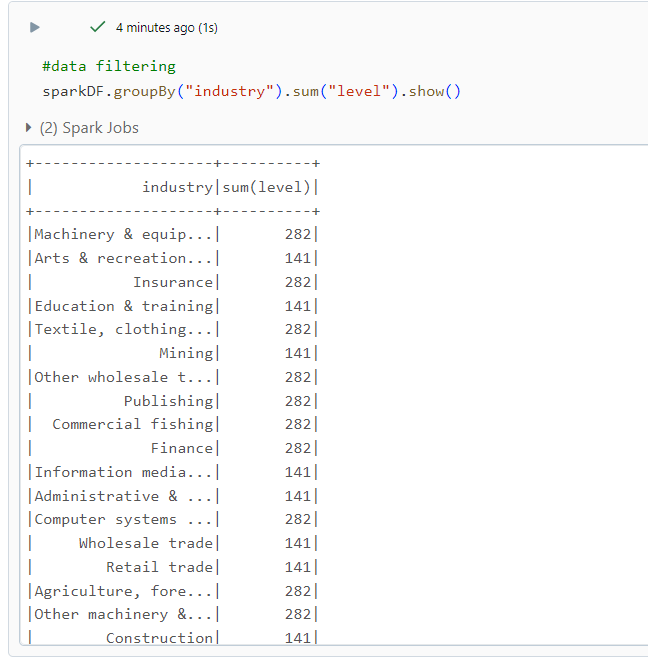 4 minutes ago (1s)
#data filtering
sparkDF.groupBy("industry").sum("level").show()
(2) Spark Jobs
+--------------------+----------+
|            industry|sum(level)|
+--------------------+----------+
|Machinery & equip...|       282|
|Arts & recreation...|       141|
|           Insurance|       282|
|Education & training|       141|
|Textile, clothing...|       282|
|              Mining|       141|
|Other wholesale t...|       282|
|          Publishing|       282|
|  Commercial fishing|       282|
|             Finance|       282|
|Information media...|       141|
|Administrative & ...|       141|
|Computer systems ...|       282|
|     Wholesale trade|       141|
|        Retail trade|       141|
|Agriculture, fore...|       282|
|Other machinery &...|       282|
|        Construction|       141|